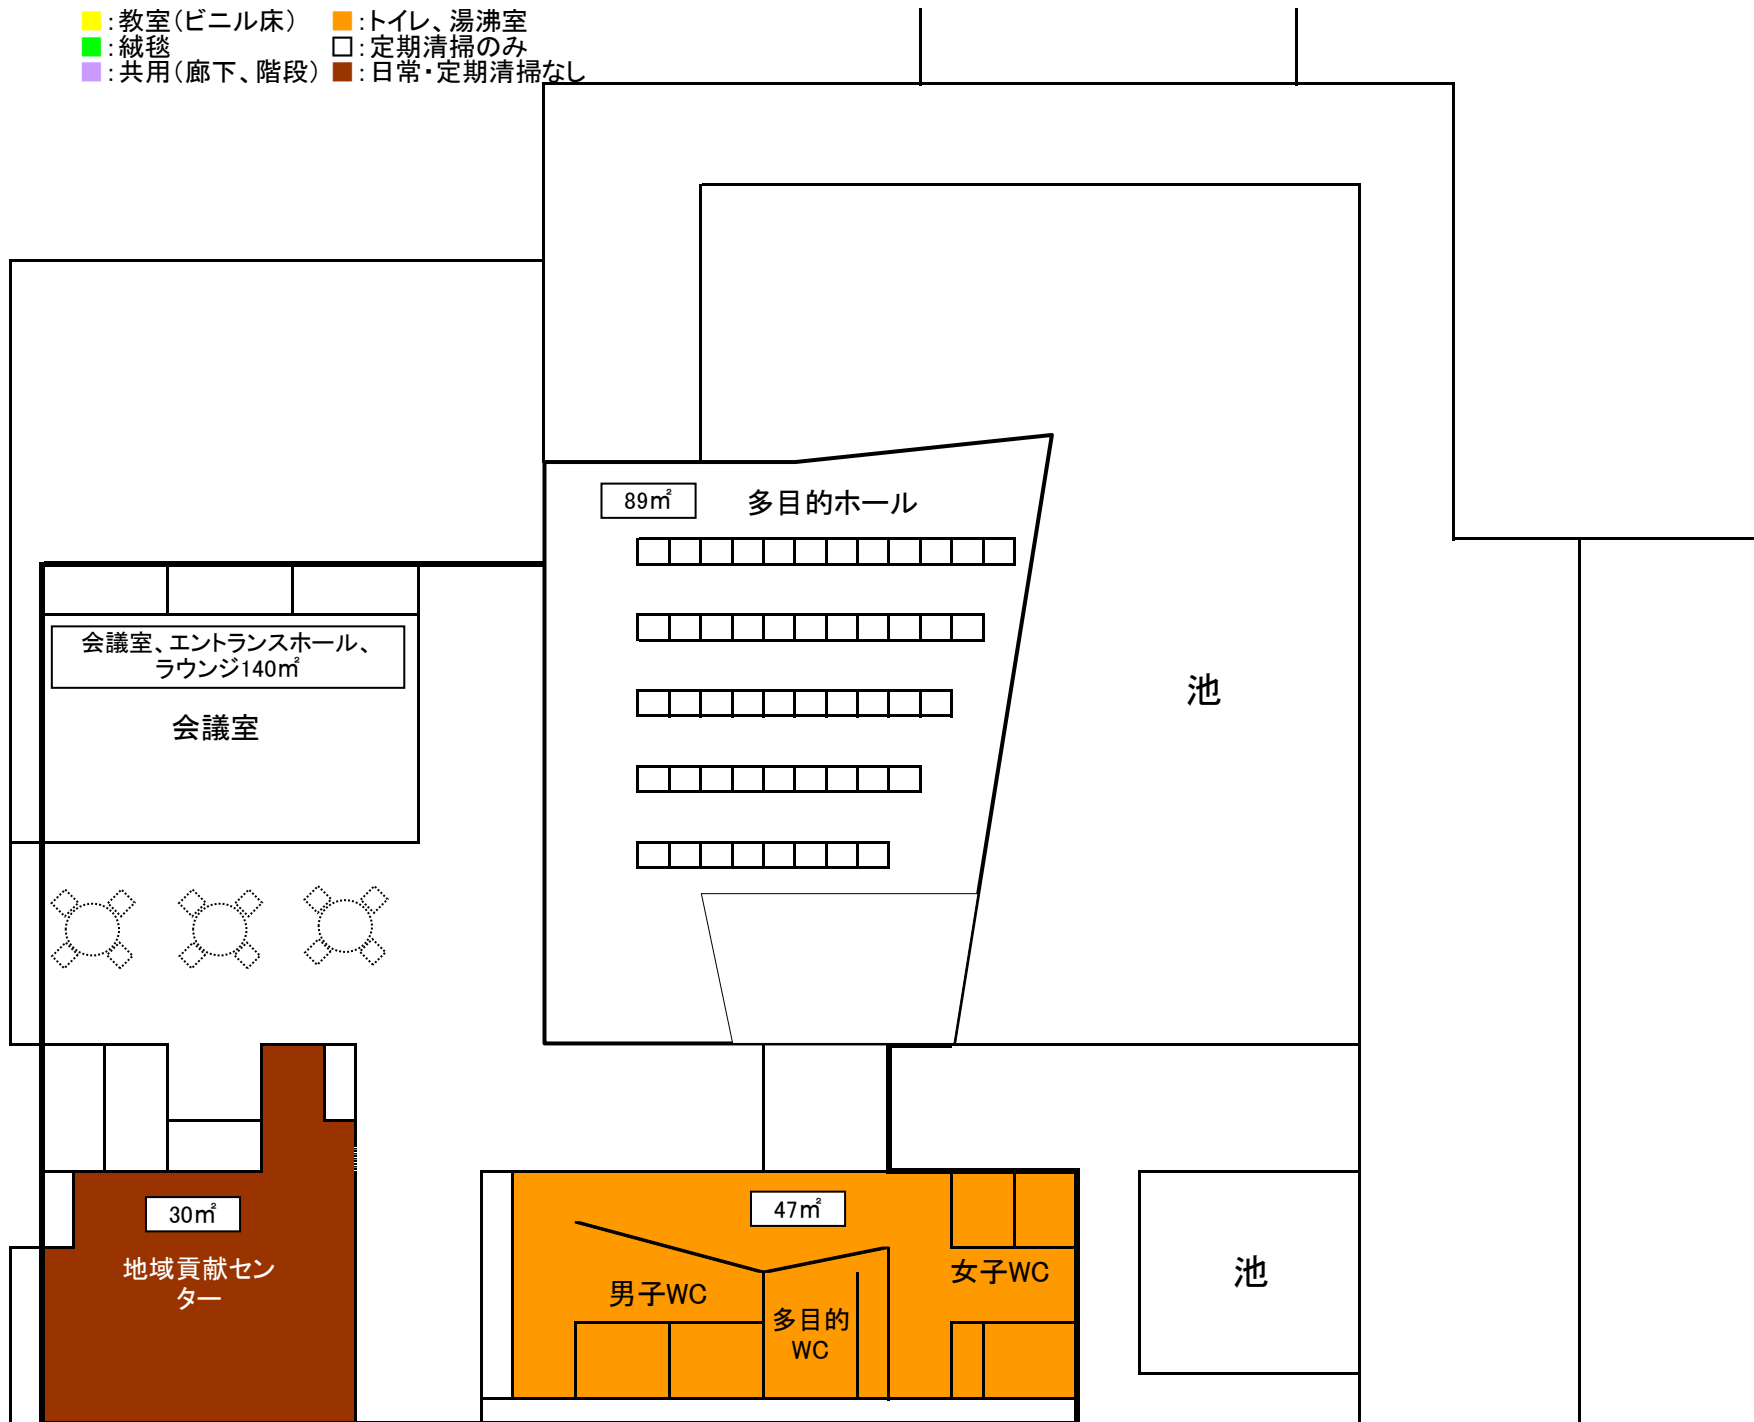 ：教室（ビニル床）　：トイレ、湯沸室
：絨毯　：定期清掃のみ
：共用（廊下、階段）　：日常・定期清掃なし
89㎡　多目的ホール
会議室、エントランスホール、
ラウンジ140㎡
池
会議室
30㎡
47㎡
地域貢献セン
ター
男子WC
多目的
WC
女子WC
池